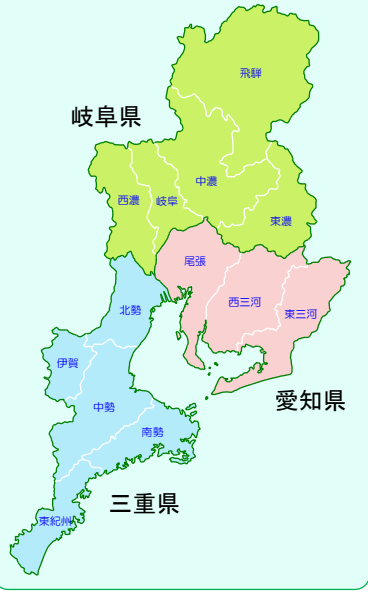 飛騨
岐阜県
中濃
西濃
岐阜
東濃
尾張
北勢
西三河
東三河
伊賀
愛知県
中勢
南勢
三重県
東紀州